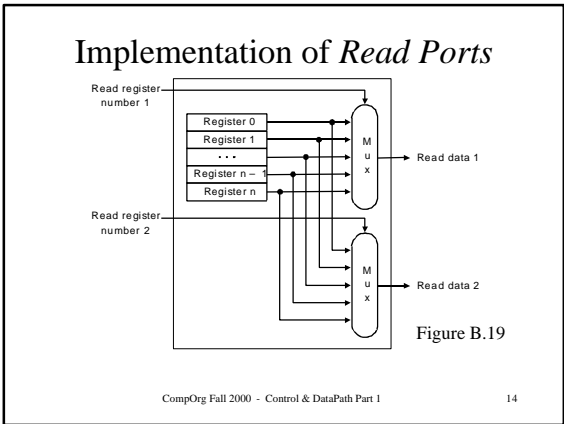 Implementation of Read Ports
Read register
number 1
Register 0
Register 1
. . .
Register n – 1
Register n
M
u
x
Read data 1
Read register
number 2
M
u
x
Read data 2
Figure B.19
CompOrg Fall 2000 - Control & DataPath Part 1
14